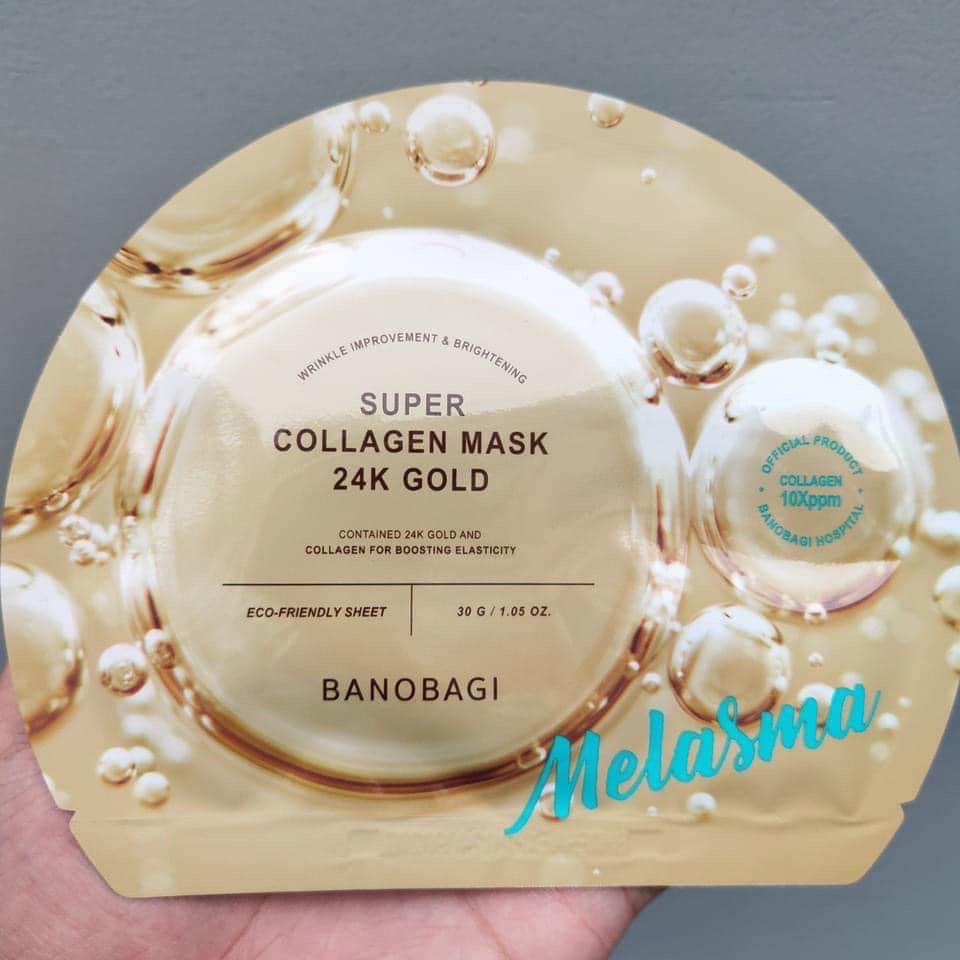 WRINKLE IMPROVEMENT & BRIGHTENING
SUPER
COLLAGEN MASK
24K GOLD
CONTAINED 24K GOLD AND
COLLAGEN FOR BOOSTING ELASTICITY
ECO-FRIENDLY SHEET
30 G / 1.05 OZ.
BANOBAGI
OFFICIAL PRODUCT
COLLAGEN
10Xppm
BANOBAGI HOSPITAL
Melasma